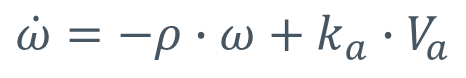 ω̇ = −ρ · ω + kₐ · Vₐ